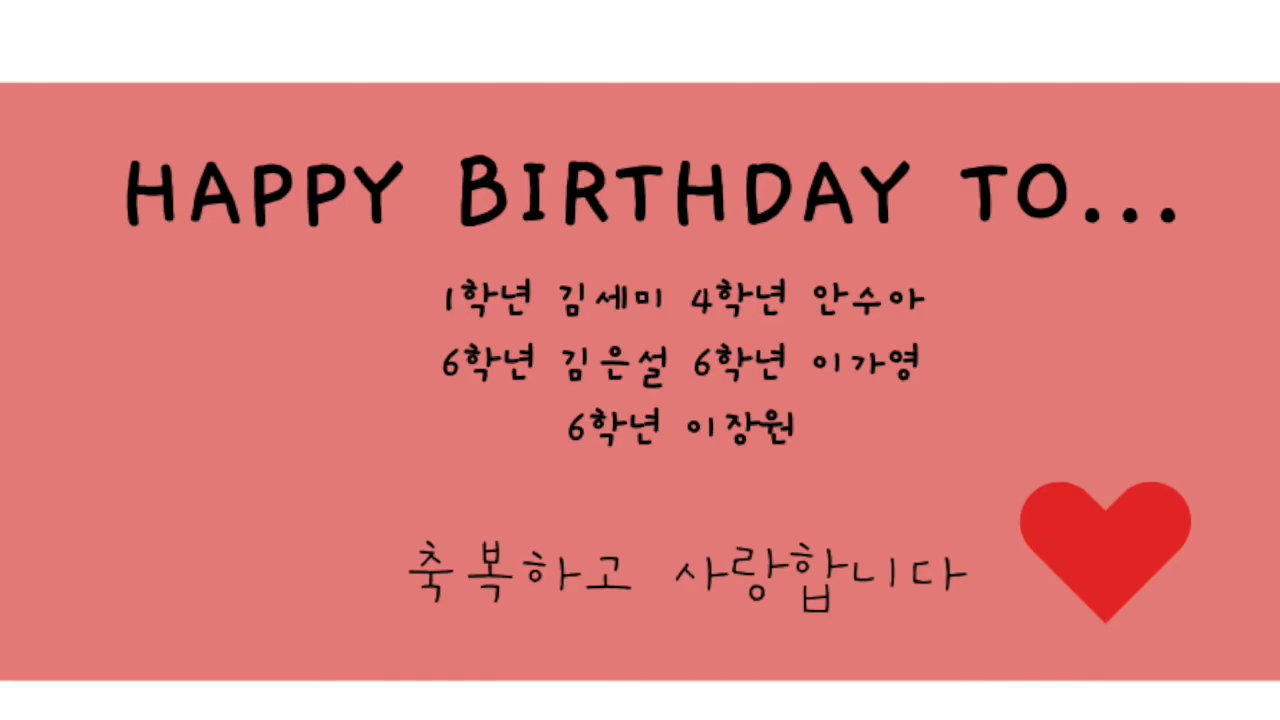 HAPPY BIRTHDAY TO...
1학년 김세미 4학년 안수아
6학년 김은설 6학년 이가영
6학년 이장원
축복하고 사랑합니다